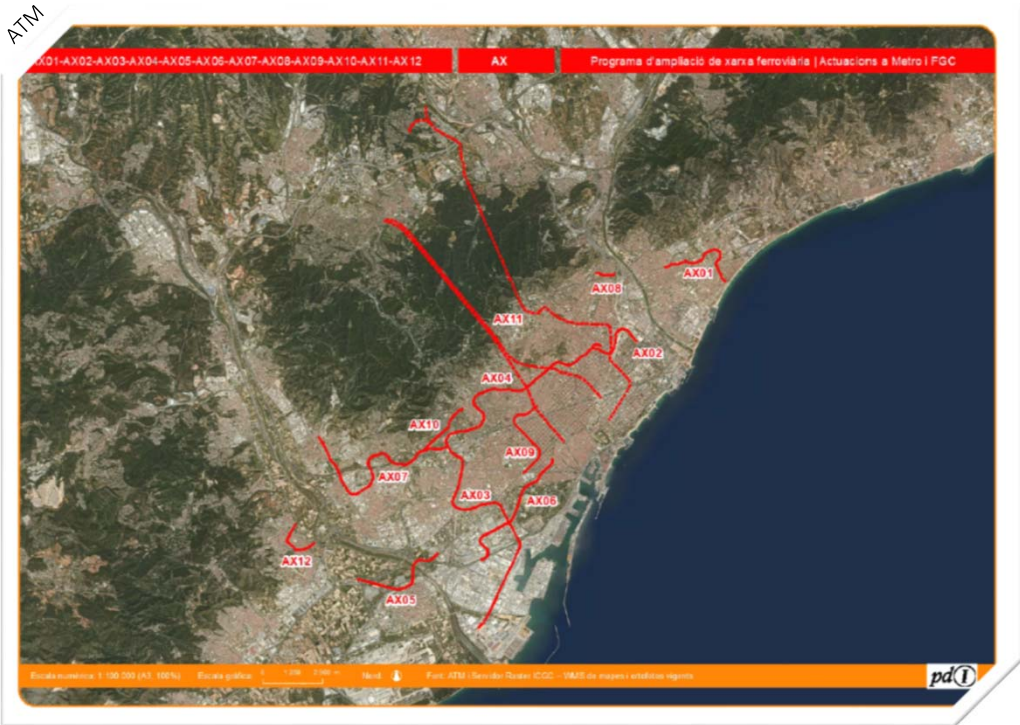 ATM
AX01-AX02-AX03-AX04-AX05-AX06-AX07-AX08-AX09-AX10-AX11-AX12
AX
Programa d'ampliació de xarxa ferroviària | Actuacions a Metro i FGC
AX01
AX08
AX11
AX02
AX04
AX10
AX09
AX07
AX03
AX06
AX12
AX05
Escala numèrica: 1:100.000 (A3, 100%)
Escala gràfica:
Nord:
Font: ATM i Servidor Raster ICGC – WMS de mapes i ortofotos vigents
pdI